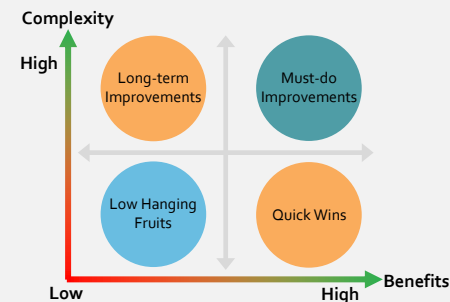 Complexity
High
Long-term
Improvements
Must-do
Improvements
Low Hanging
Fruits
Quick Wins
Benefits
Low
High